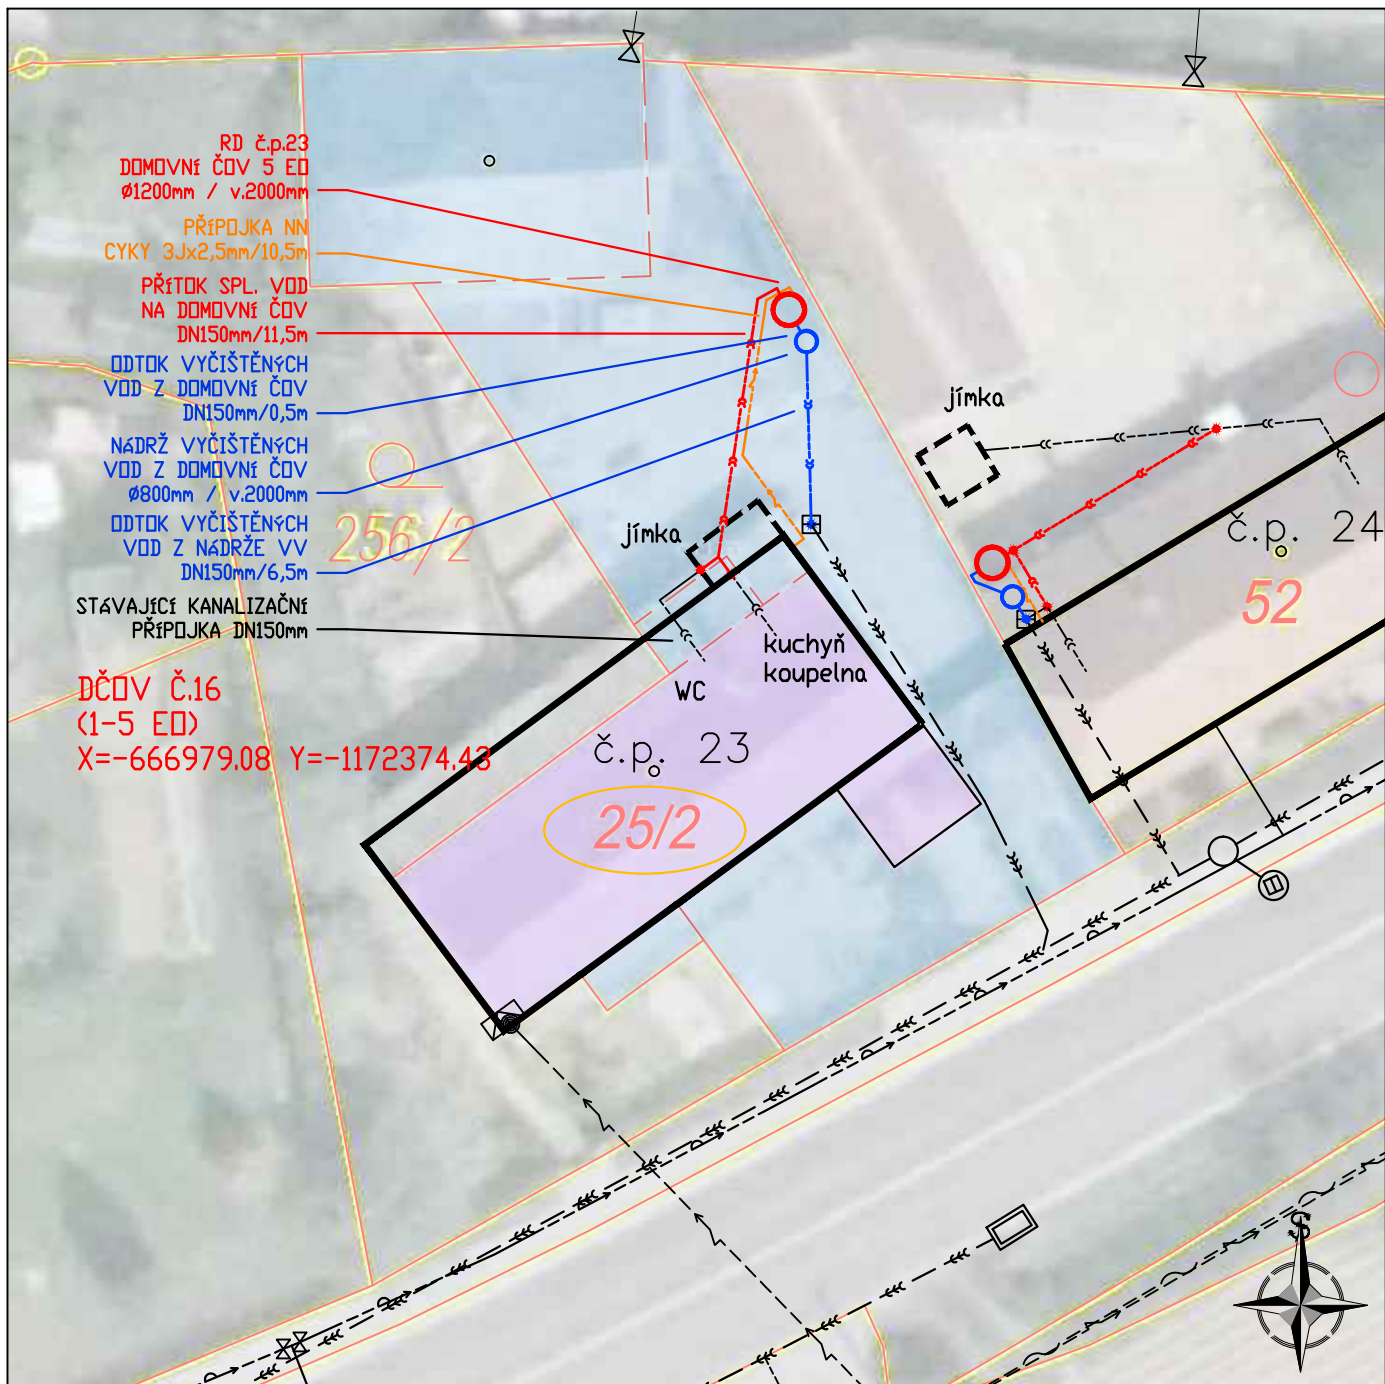 RD č.p.23
DOMOVNÍ ČOV 5 EO
Ø1200mm / v.2000mm
PŘÍPOJKA NN
CYKY 3Jx2,5mm/10,5m
PŘÍTOK SPL. VOD
NA DOMOVNÍ ČOV
DN150mm/11,5m
ODTOK VYČIŠTĚNÝCH
VOD Z DOMOVNÍ ČOV
DN150mm/0,5m
NÁDRŽ VYČIŠTĚNÝCH
VOD Z DOMOVNÍ ČOV
Ø800mm / v.2000mm
ODTOK VYČIŠTĚNÝCH
VOD Z NÁDRŽE VV
DN150mm/6,5m
STÁVAJÍCÍ KANALIZAČNÍ
PŘÍPOJKA DN150mm
DČOV Č.16
(1-5 EO)
X=-666979.08 Y=-1172374.43
256/2
jímka
jímka
č.p. 24
52
kuchyň
koupelna
WC
č.p. 23
25/2
S